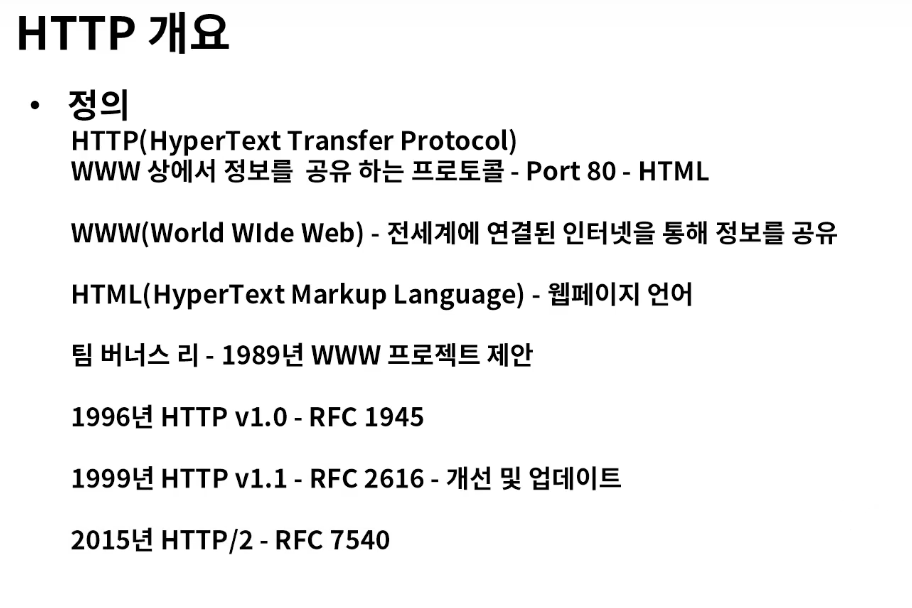 HTTP 개요
• 정의
HTTP(HyperText Transfer Protocol)
WWW 상에서 정보를 공유 하는 프로토콜 - Port 80 - HTML
WWW(World WIde Web) - 전세계에 연결된 인터넷을 통해 정보를 공유
HTML(HyperText Markup Language) - 웹페이지 언어
팀 버너스 리 - 1989년 WWW 프로젝트 제안
1996년 HTTP v1.0 - RFC 1945
1999년 HTTP v1.1 - RFC 2616 - 개선 및 업데이트
2015년 HTTP/2 - RFC 7540